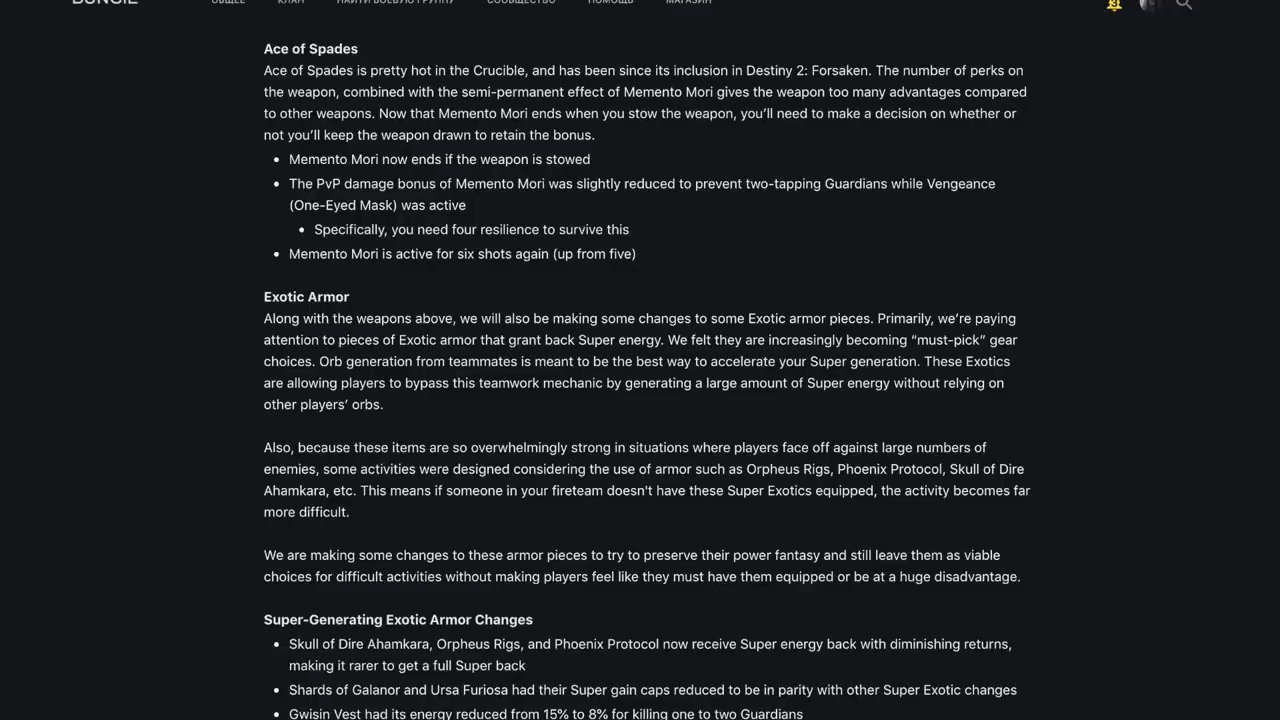 BUNGIE ОБЩЕЕ КЛАН НАЙТИ БОЕВУЮ ГРУППУ СООБЩЕСТВО ПОМОЩЬ МАГАЗИН
Ace of Spades
Ace of Spades is pretty hot in the Crucible, and has been since its inclusion in Destiny 2: Forsaken. The number of perks on
the weapon, combined with the semi-permanent effect of Memento Mori gives the weapon too many advantages compared
to other weapons. Now that Memento Mori ends when you stow the weapon, you’ll need to make a decision on whether or
not you’ll keep the weapon drawn to retain the bonus.
• Memento Mori now ends if the weapon is stowed
• The PvP damage bonus of Memento Mori was slightly reduced to prevent two-tapping Guardians while Vengeance
(One-Eyed Mask) was active
• Specifically, you need four resilience to survive this
• Memento Mori is active for six shots again (up from five)
Exotic Armor
Along with the weapons above, we will also be making some changes to some Exotic armor pieces. Primarily, we’re paying
attention to pieces of Exotic armor that grant back Super energy. We felt they are increasingly becoming “must-pick” gear
choices. Orb generation from teammates is meant to be the best way to accelerate your Super generation. These Exotics
are allowing players to bypass this teamwork mechanic by generating a large amount of Super energy without relying on
other players’ orbs.
Also, because these items are so overwhelmingly strong in situations where players face off against large numbers of
enemies, some activities were designed considering the use of armor such as Orpheus Rigs, Phoenix Protocol, Skull of Dire
Ahamkara, etc. This means if someone in your fireteam doesn't have these Super Exotics equipped, the activity becomes far
more difficult.
We are making some changes to these armor pieces to try to preserve their power fantasy and still leave them as viable
choices for difficult activities without making players feel like they must have them equipped or be at a huge disadvantage.
Super-Generating Exotic Armor Changes
• Skull of Dire Ahamkara, Orpheus Rigs, and Phoenix Protocol now receive Super energy back with diminishing returns,
making it rarer to get a full Super back
• Shards of Galanor and Ursa Furiosa had their Super gain caps reduced to be in parity with other Super Exotic changes
• Gwisin Vest had its energy reduced from 15% to 8% for killing one to two Guardians